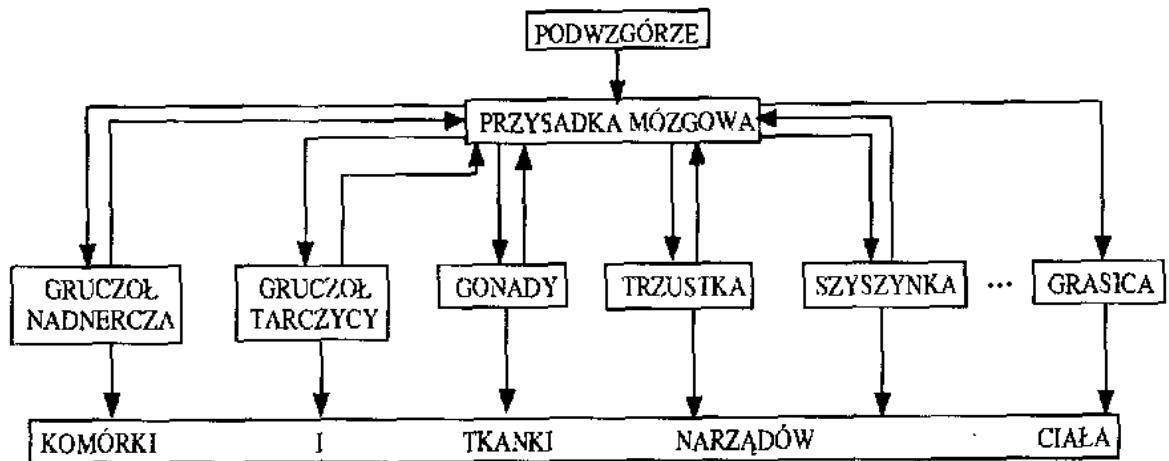 PODWZGÓRZE
PRZYSADKA MÓZGOWA
GRUCZOŁ
NADNERCZA
GRUCZOŁ
TARCZYCY
GONADY
TRZUSTKA
SZYSZYNKA
...
GRASICA
KOMÓRKI I TKANKI NARZĄDÓW CIAŁA